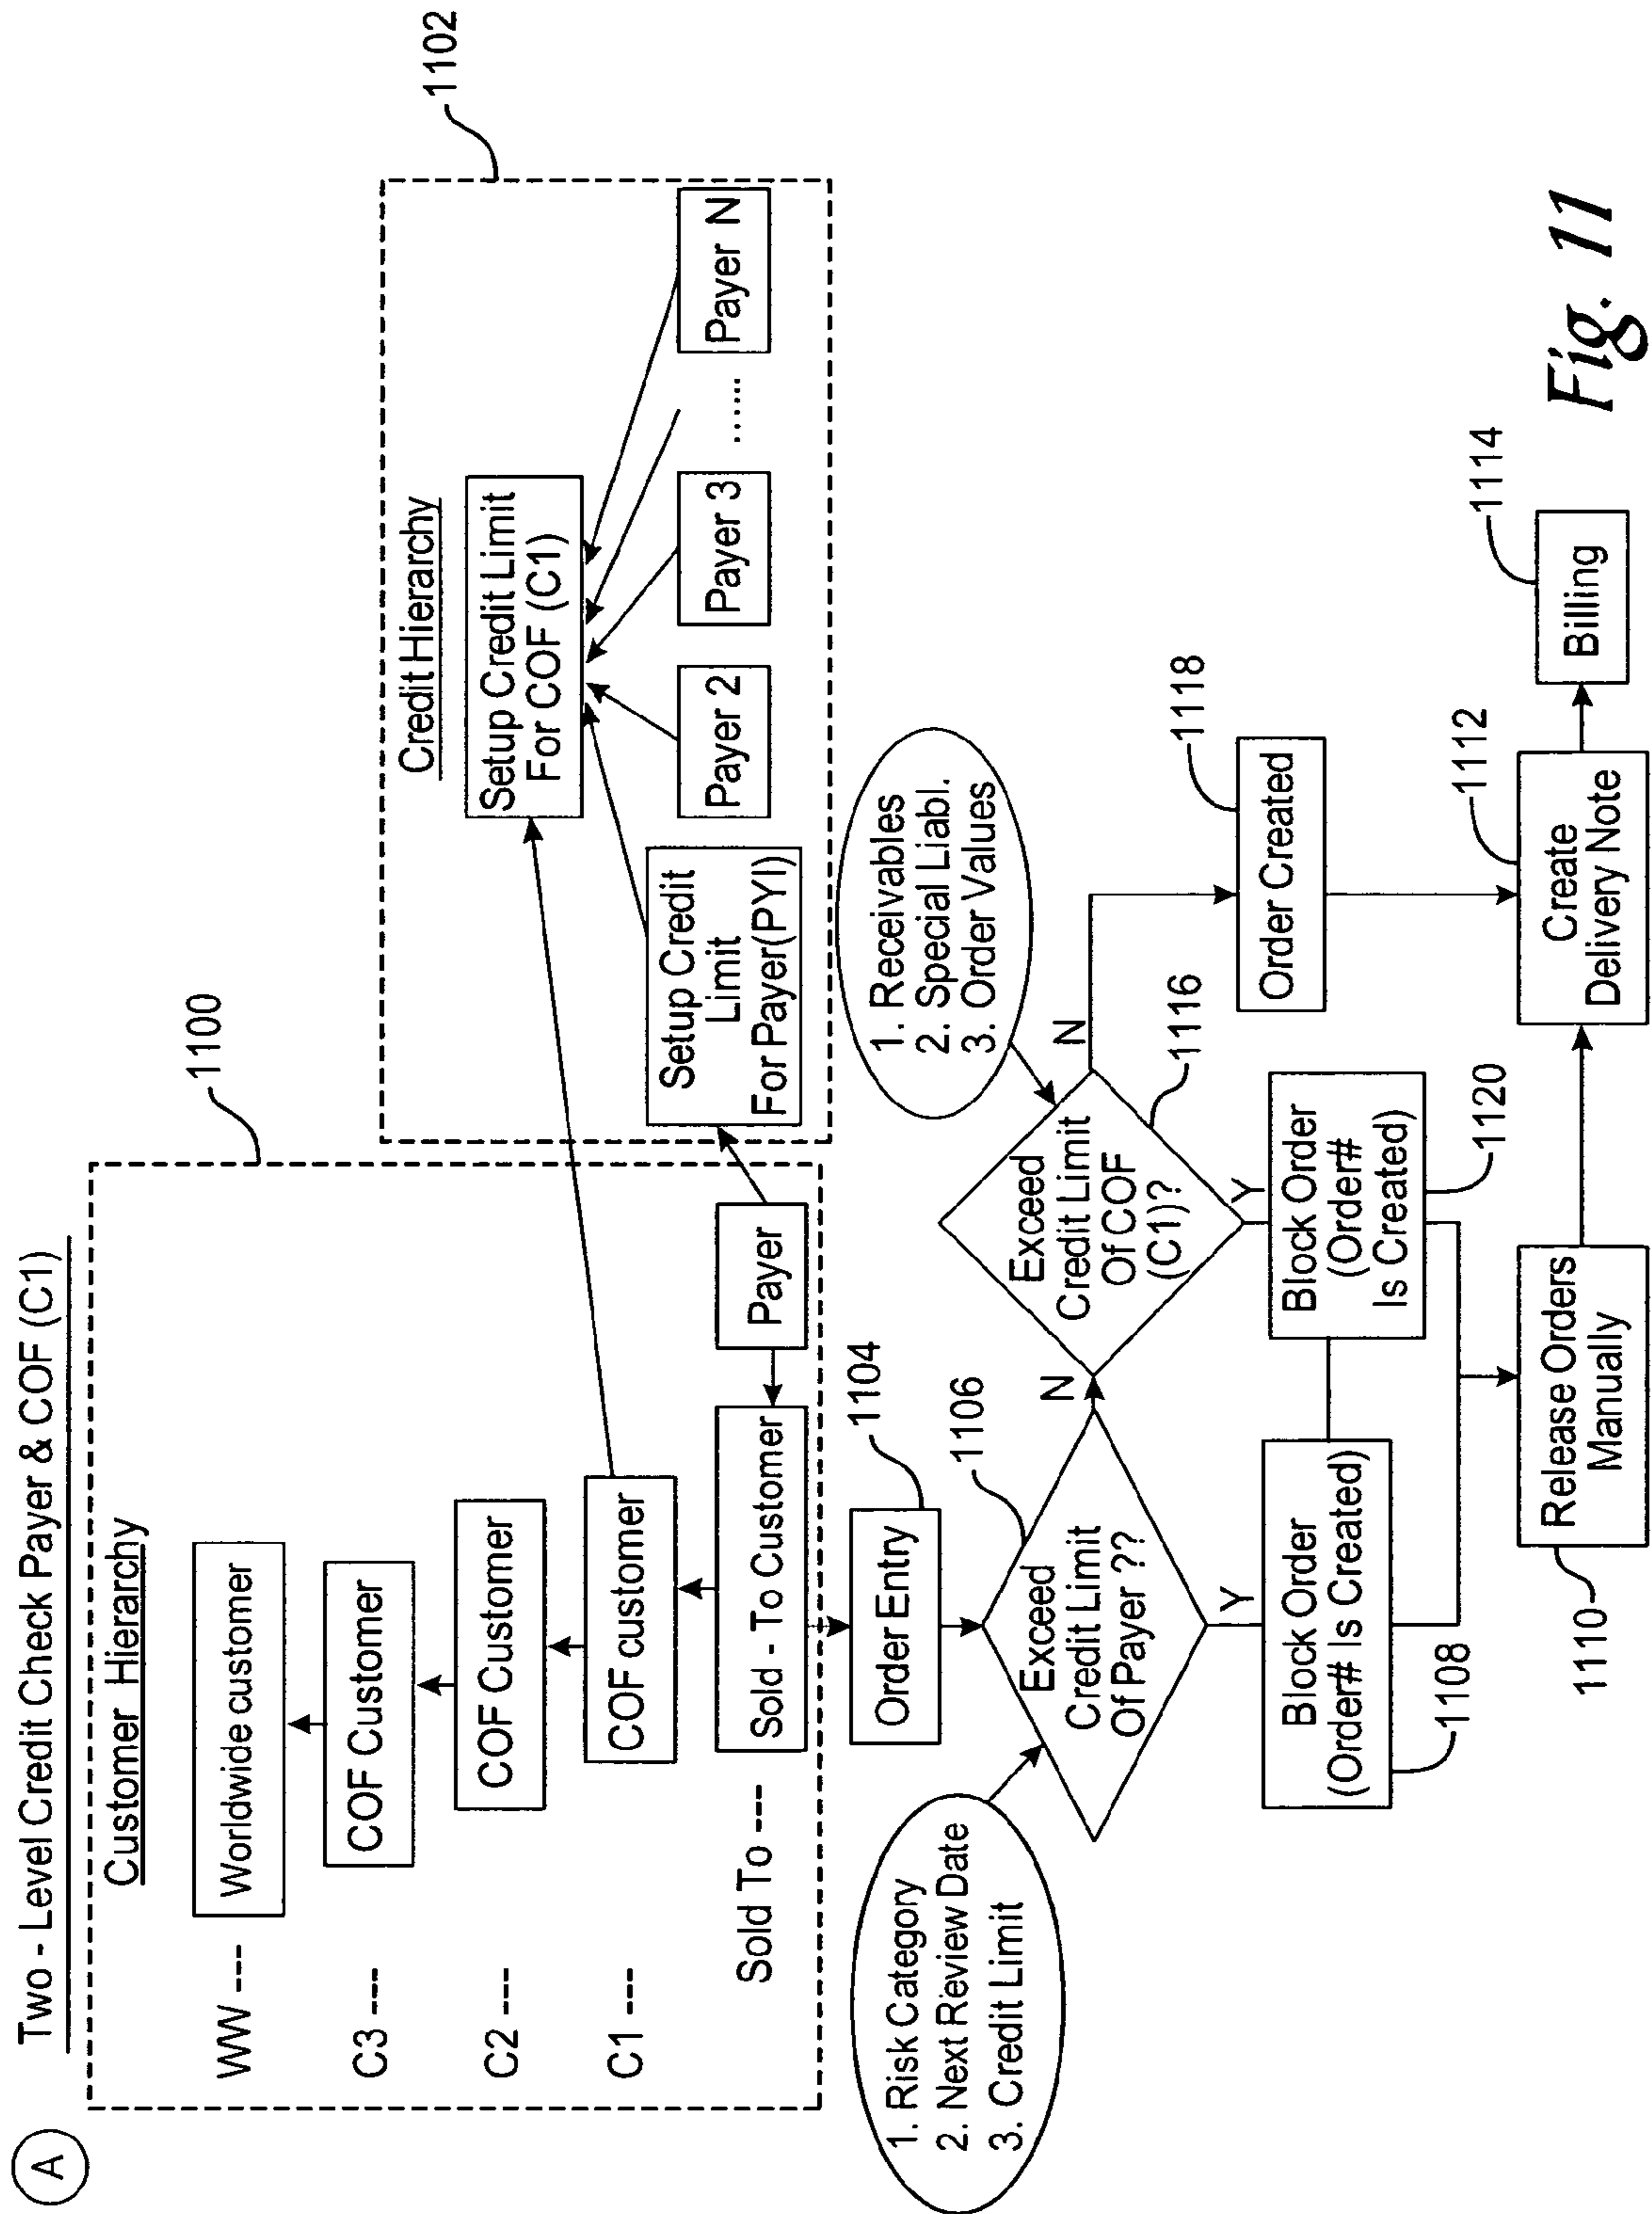 A
Two - Level Credit Check Payer & COF (C1)
Customer Hierarchy
1100
WW ---
Worldwide customer
C3 ---
COF Customer
C2 ---
COF Customer
C1 ---
COF customer
Sold To ---
Sold - To Customer
Payer
1102
Credit Hierarchy
Setup Credit Limit
For COF (C1)
Setup Credit
Limit
For Payer(PYI)
Payer 2
Payer 3
......
Payer N
1. Risk Category
2. Next Review Date
3. Credit Limit
Order Entry
1104
Exceed
Credit Limit
Of Payer ??
1106
N
Y
1. Receivables
2. Special Liabl.
3. Order Values
Exceed
Credit Limit
Of COF
(C1)?
1116
N
Y
Order Created
1118
Block Order
(Order# Is Created)
1108
Block Order
(Order#
Is Created)
1120
Release Orders
Manually
1110
Create
Delivery Note
1112
Billing
1114
Fig. 11